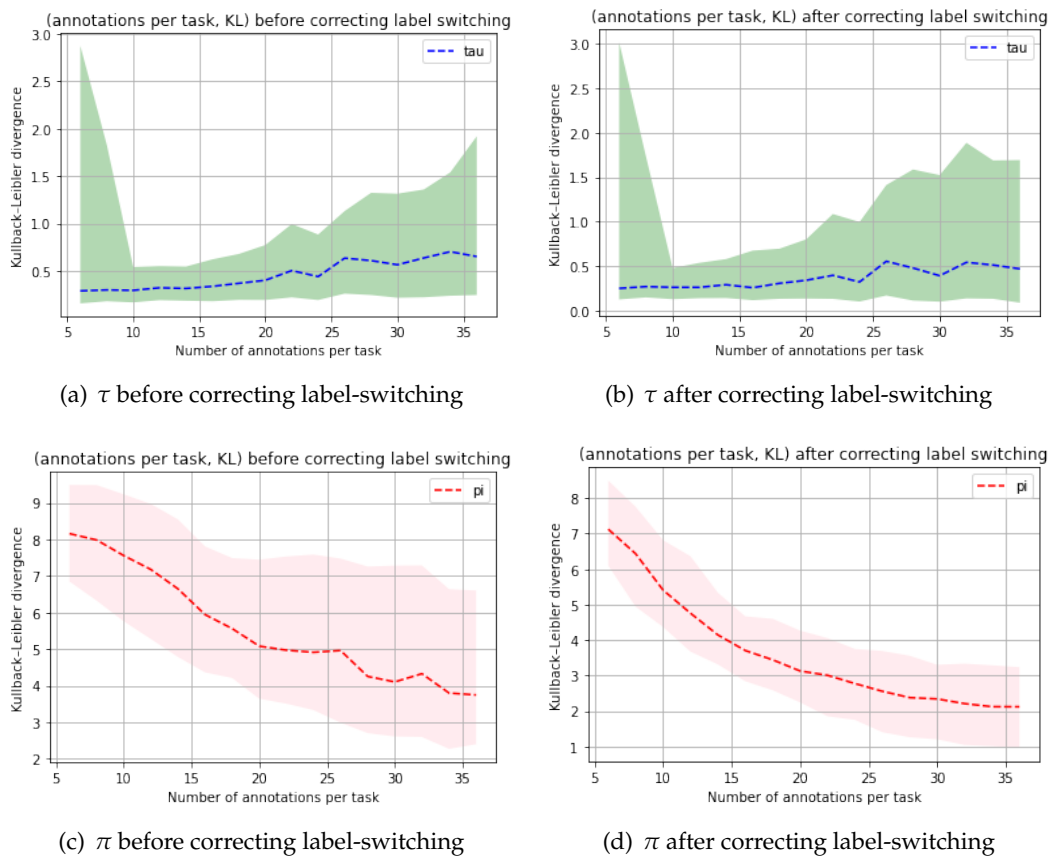 (annotations per task, KL) before correcting label switching
3.0
2.5
2.0
1.5
1.0
0.5
Kullback–Leibler divergence
tau
5 10 15 20 25 30 35
Number of annotations per task
(a) τ before correcting label-switching
(annotations per task, KL) after correcting label switching
3.0
2.5
2.0
1.5
1.0
0.5
0.0
Kullback–Leibler divergence
tau
5 10 15 20 25 30 35
Number of annotations per task
(b) τ after correcting label-switching
(annotations per task, KL) before correcting label switching
9
8
7
6
5
4
3
2
Kullback–Leibler divergence
pi
5 10 15 20 25 30 35
Number of annotations per task
(c) π before correcting label-switching
(annotations per task, KL) after correcting label switching
8
7
6
5
4
3
2
1
Kullback–Leibler divergence
pi
5 10 15 20 25 30 35
Number of annotations per task
(d) π after correcting label-switching